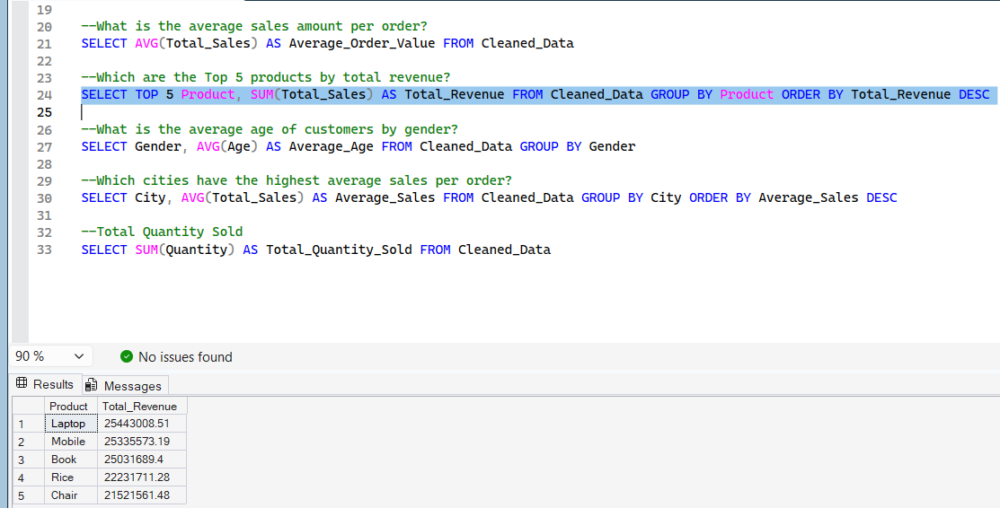 19
20 --What is the average sales amount per order?
21 SELECT AVG(Total_Sales) AS Average_Order_Value FROM Cleaned_Data
22
23 --Which are the Top 5 products by total revenue?
24 SELECT TOP 5 Product, SUM(Total_Sales) AS Total_Revenue FROM Cleaned_Data GROUP BY Product ORDER BY Total_Revenue DESC
25
26 --What is the average age of customers by gender?
27 SELECT Gender, AVG(Age) AS Average_Age FROM Cleaned_Data GROUP BY Gender
28
29 --Which cities have the highest average sales per order?
30 SELECT City, AVG(Total_Sales) AS Average_Sales FROM Cleaned_Data GROUP BY City ORDER BY Average_Sales DESC
31
32 --Total Quantity Sold
33 SELECT SUM(Quantity) AS Total_Quantity_Sold FROM Cleaned_Data
90 % No issues found
Results Messages
Product Total_Revenue
1 Laptop 25443008.51
2 Mobile 25335573.19
3 Book 25031689.4
4 Rice 22231711.28
5 Chair 21521561.48